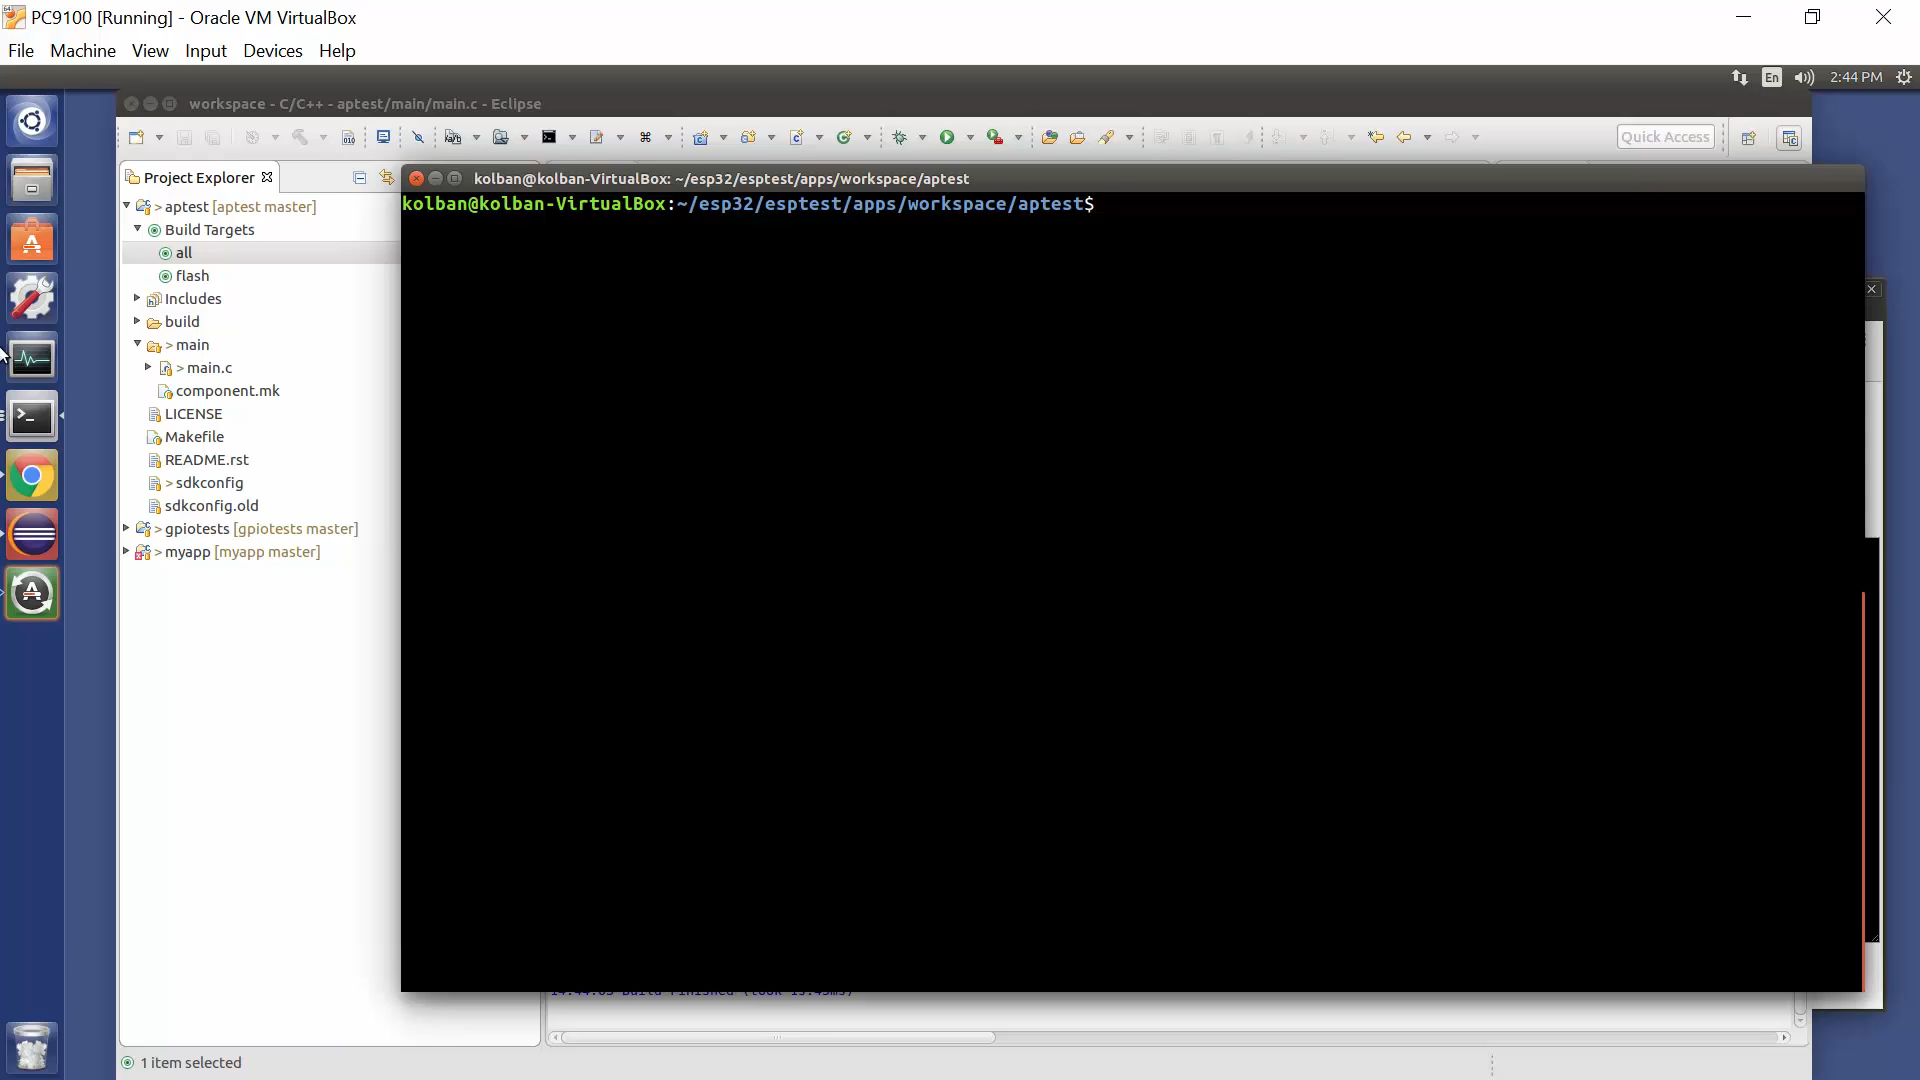 PC9100 [Running] - Oracle VM VirtualBox
File Machine View Input Devices Help
En 2:44 PM
workspace - C/C++ - aptest/main/main.c - Eclipse
Quick Access
Project Explorer
kolban@kolban-VirtualBox: ~/esp32/esptest/apps/workspace/aptest
kolban@kolban-VirtualBox:~/esp32/esptest/apps/workspace/aptest$
> aptest [aptest master]
Build Targets
all
flash
Includes
build
> main
> main.c
component.mk
LICENSE
Makefile
README.rst
> sdkconfig
sdkconfig.old
> gpiotests [gpiotests master]
> myapp [myapp master]
1 item selected